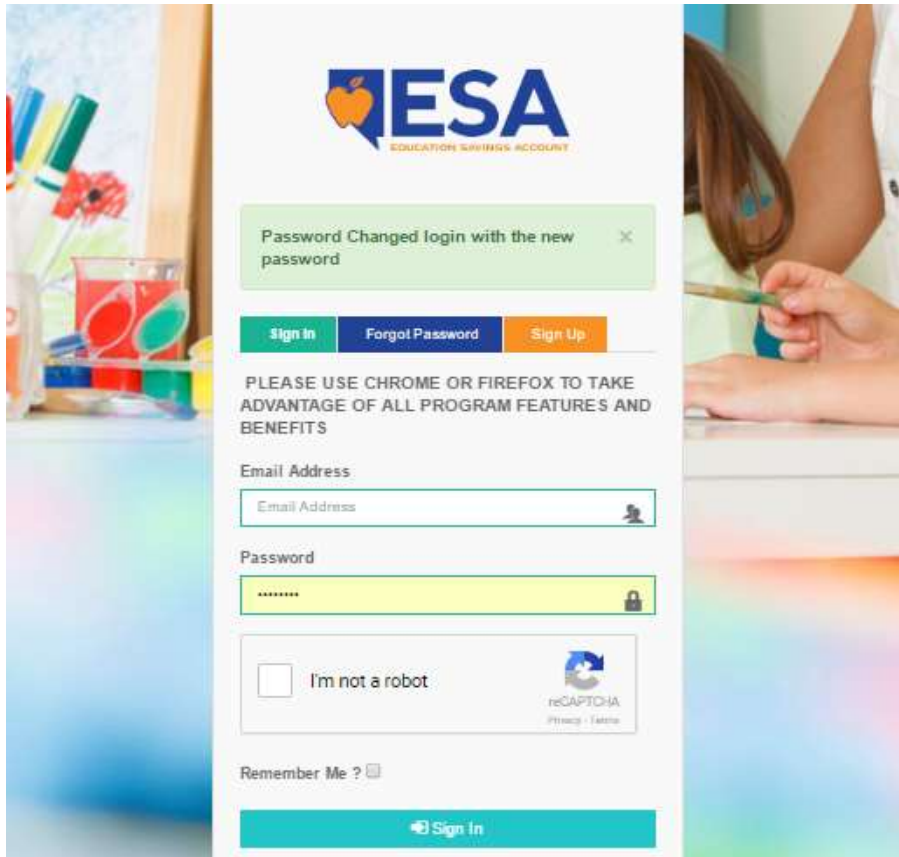 ESA
EDUCATION SAVINGS ACCOUNT
Password Changed login with the new
password
×
Sign In
Forgot Password
Sign Up
PLEASE USE CHROME OR FIREFOX TO TAKE
ADVANTAGE OF ALL PROGRAM FEATURES AND
BENEFITS
Email Address
Email Address
Password
••••••••
I'm not a robot
reCAPTCHA
Privacy - Terms
Remember Me ?
Sign In